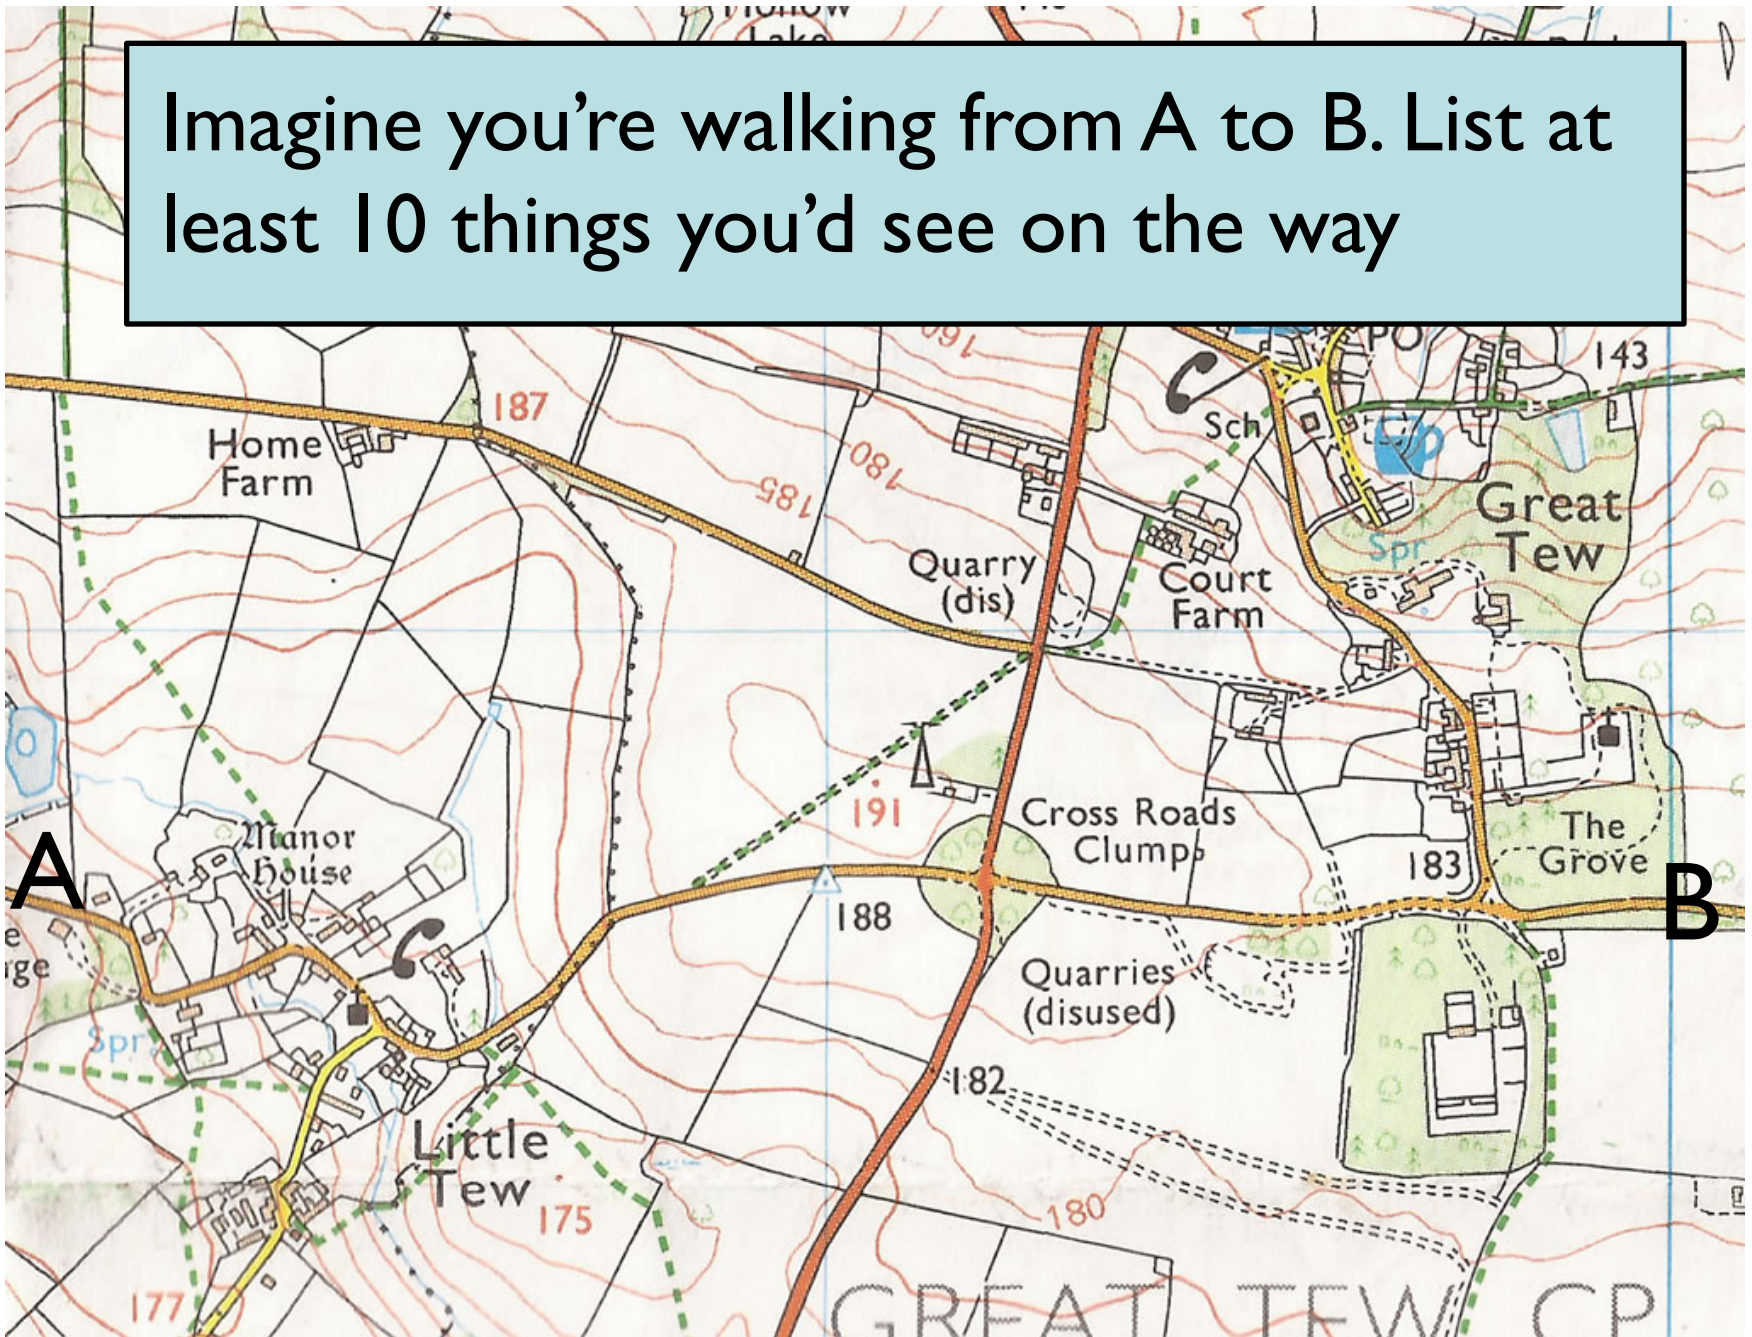 Imagine you’re walking from A to B. List at
least 10 things you’d see on the way
160
PO
143
187
Sch
Home
Farm
180
185
Great
Tew
Spr
Quarry
(dis)
Court
Farm
191
Cross Roads
Clump
The
Grove
Manor
House
A
183
B
188
Quarries
(disused)
Spr
182
Little
Tew
175
180
177
GREAT TEW CP